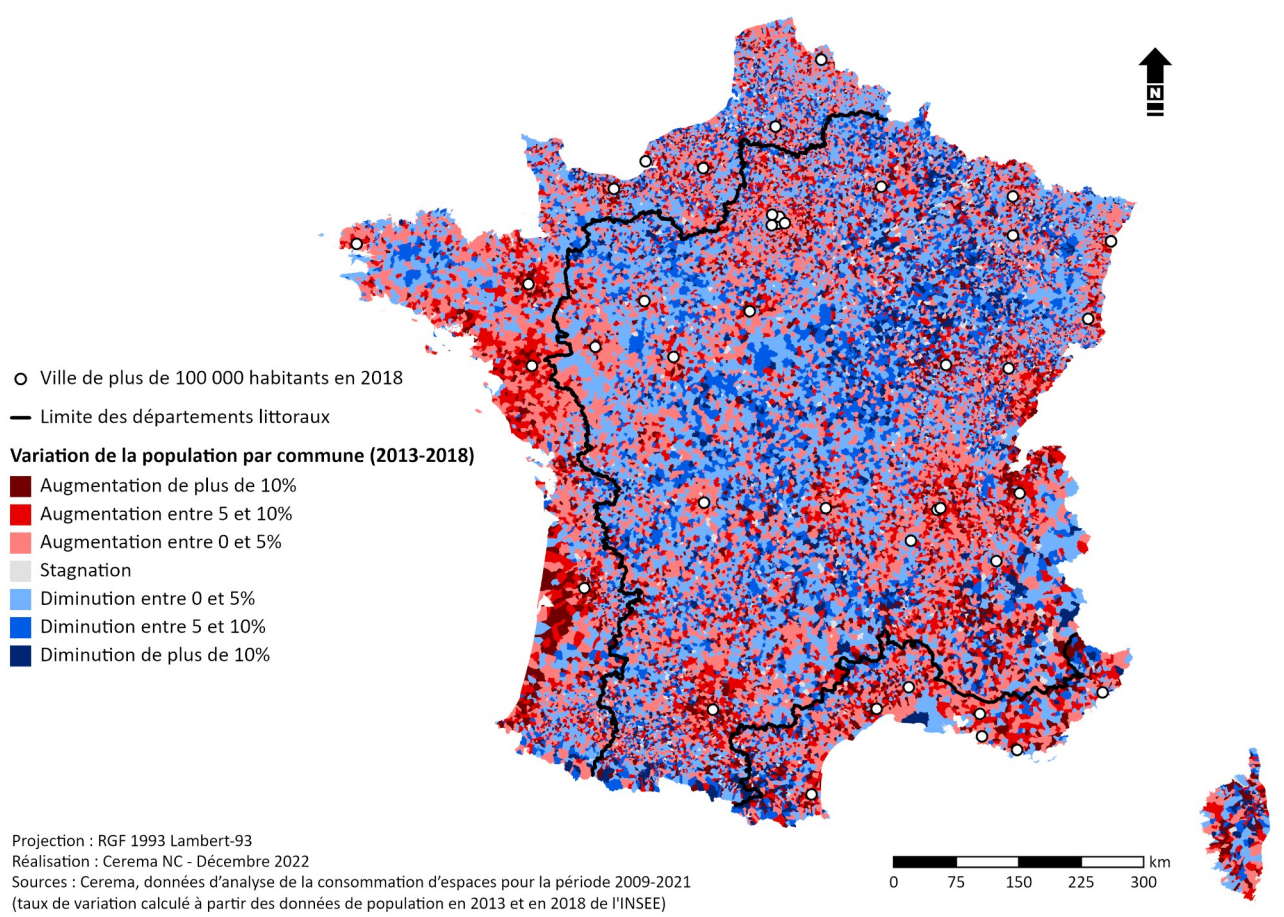 N
Ville de plus de 100 000 habitants en 2018
Limite des départements littoraux
Variation de la population par commune (2013-2018)
Augmentation de plus de 10%
Augmentation entre 5 et 10%
Augmentation entre 0 et 5%
Stagnation
Diminution entre 0 et 5%
Diminution entre 5 et 10%
Diminution de plus de 10%
Projection : RGF 1993 Lambert-93
Réalisation : Cerema NC - Décembre 2022
Sources : Cerema, données d’analyse de la consommation d’espaces pour la période 2009-2021
(taux de variation calculé à partir des données de population en 2013 et en 2018 de l'INSEE)
km
0 75 150 225 300